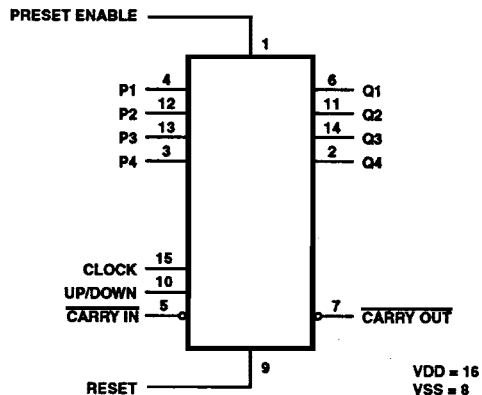 PRESET ENABLE
1
P1 4
P2 12
P3 13
P4 3
6 Q1
11 Q2
14 Q3
2 Q4
CLOCK 15
UP/DOWN 10
CARRY IN 5
7 CARRY OUT
RESET
9
VDD = 16
VSS = 8